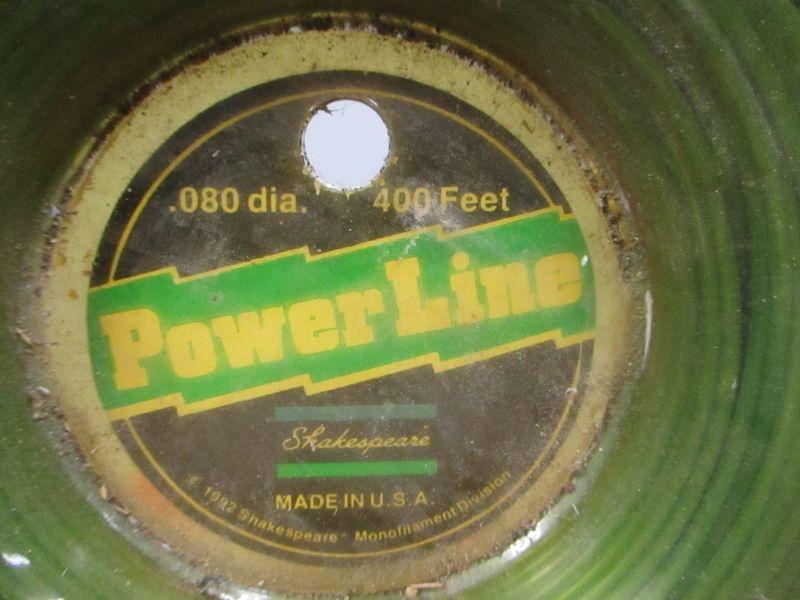 .080 dia. 400 Feet
PowerLine
Shakespeare
MADE IN U.S.A.
© 1992 Shakespeare Monofilament Division